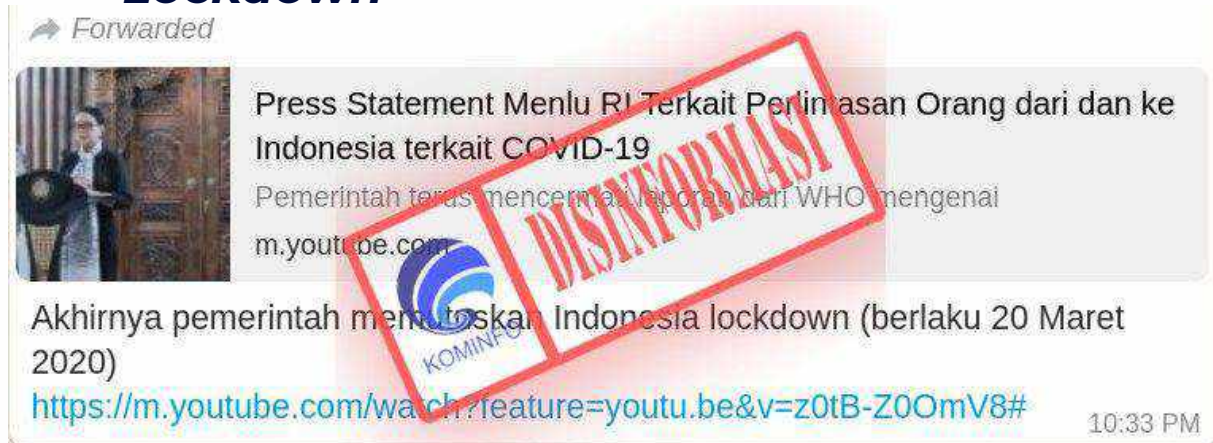 Lockdown
Forwarded
Press Statement Menlu RI Terkait Perlintasan Orang dari dan ke
Indonesia terkait COVID-19
Pemerintah terus mencermati laporan dari WHO mengenai
m.youtube.com
DISINFORMASI
KOMINFO
Akhirnya pemerintah memutoskan Indonesia lockdown (berlaku 20 Maret
2020)
https://m.youtube.com/watch?feature=youtu.be&v=z0tB-Z0OmV8#
10:33 PM